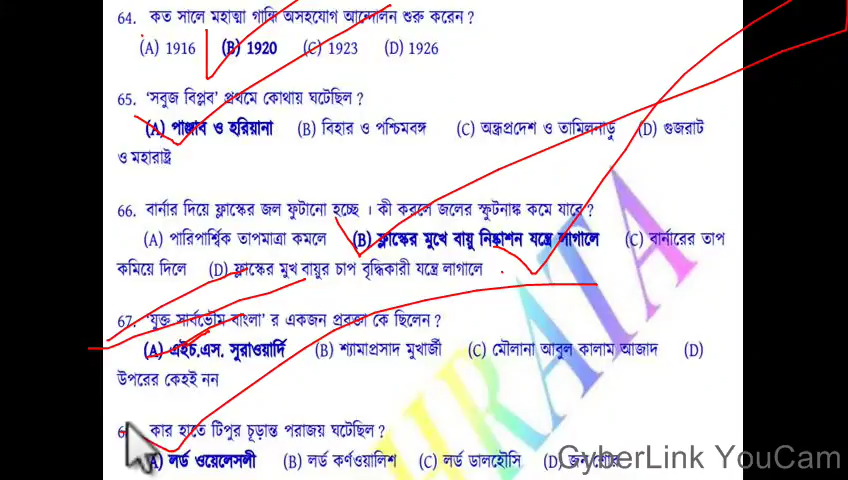 64. কত সালে মহাত্মা গান্ধি অসহযোগ আন্দোলন শুরু করেন ?
(A) 1916 (B) 1920 (C) 1923 (D) 1926
65. ‘সবুজ বিপ্লব’ প্রথমে কোথায় ঘটেছিল ?
(A) পাঞ্জাব ও হরিয়ানা (B) বিহার ও পশ্চিমবঙ্গ (C) অন্ধ্রপ্রদেশ ও তামিলনাড়ু (D) গুজরাট
ও মহারাষ্ট্র
66. বার্নার দিয়ে ফ্লাস্কের জল ফুটানো হচ্ছে । কী করলে জলের স্ফুটনাঙ্ক কমে যাবে ?
(A) পারিপার্শ্বিক তাপমাত্রা কমলে (B) ফ্লাস্কের মুখে বায়ু নিষ্কাশন যন্ত্রে লাগালে (C) বার্নারের তাপ
কমিয়ে দিলে (D) ফ্লাস্কের মুখ বায়ুর চাপ বৃদ্ধিকারী যন্ত্রে লাগালে
67. ‘যুক্ত সার্বভৌম বাংলা’ র একজন প্রবক্তা কে ছিলেন ?
(A) এইচ.এস. সুরাওয়ার্দি (B) শ্যামাপ্রসাদ মুখার্জী (C) মৌলানা আবুল কালাম আজাদ (D)
উপরের কেহই নন
কার হাতে টিপুর চূড়ান্ত পরাজয় ঘটেছিল ?
(A) লর্ড ওয়েলেসলী (B) লর্ড কর্ণওয়ালিশ (C) লর্ড ডালহৌসি (D) জন শোর
CyberLink YouCam